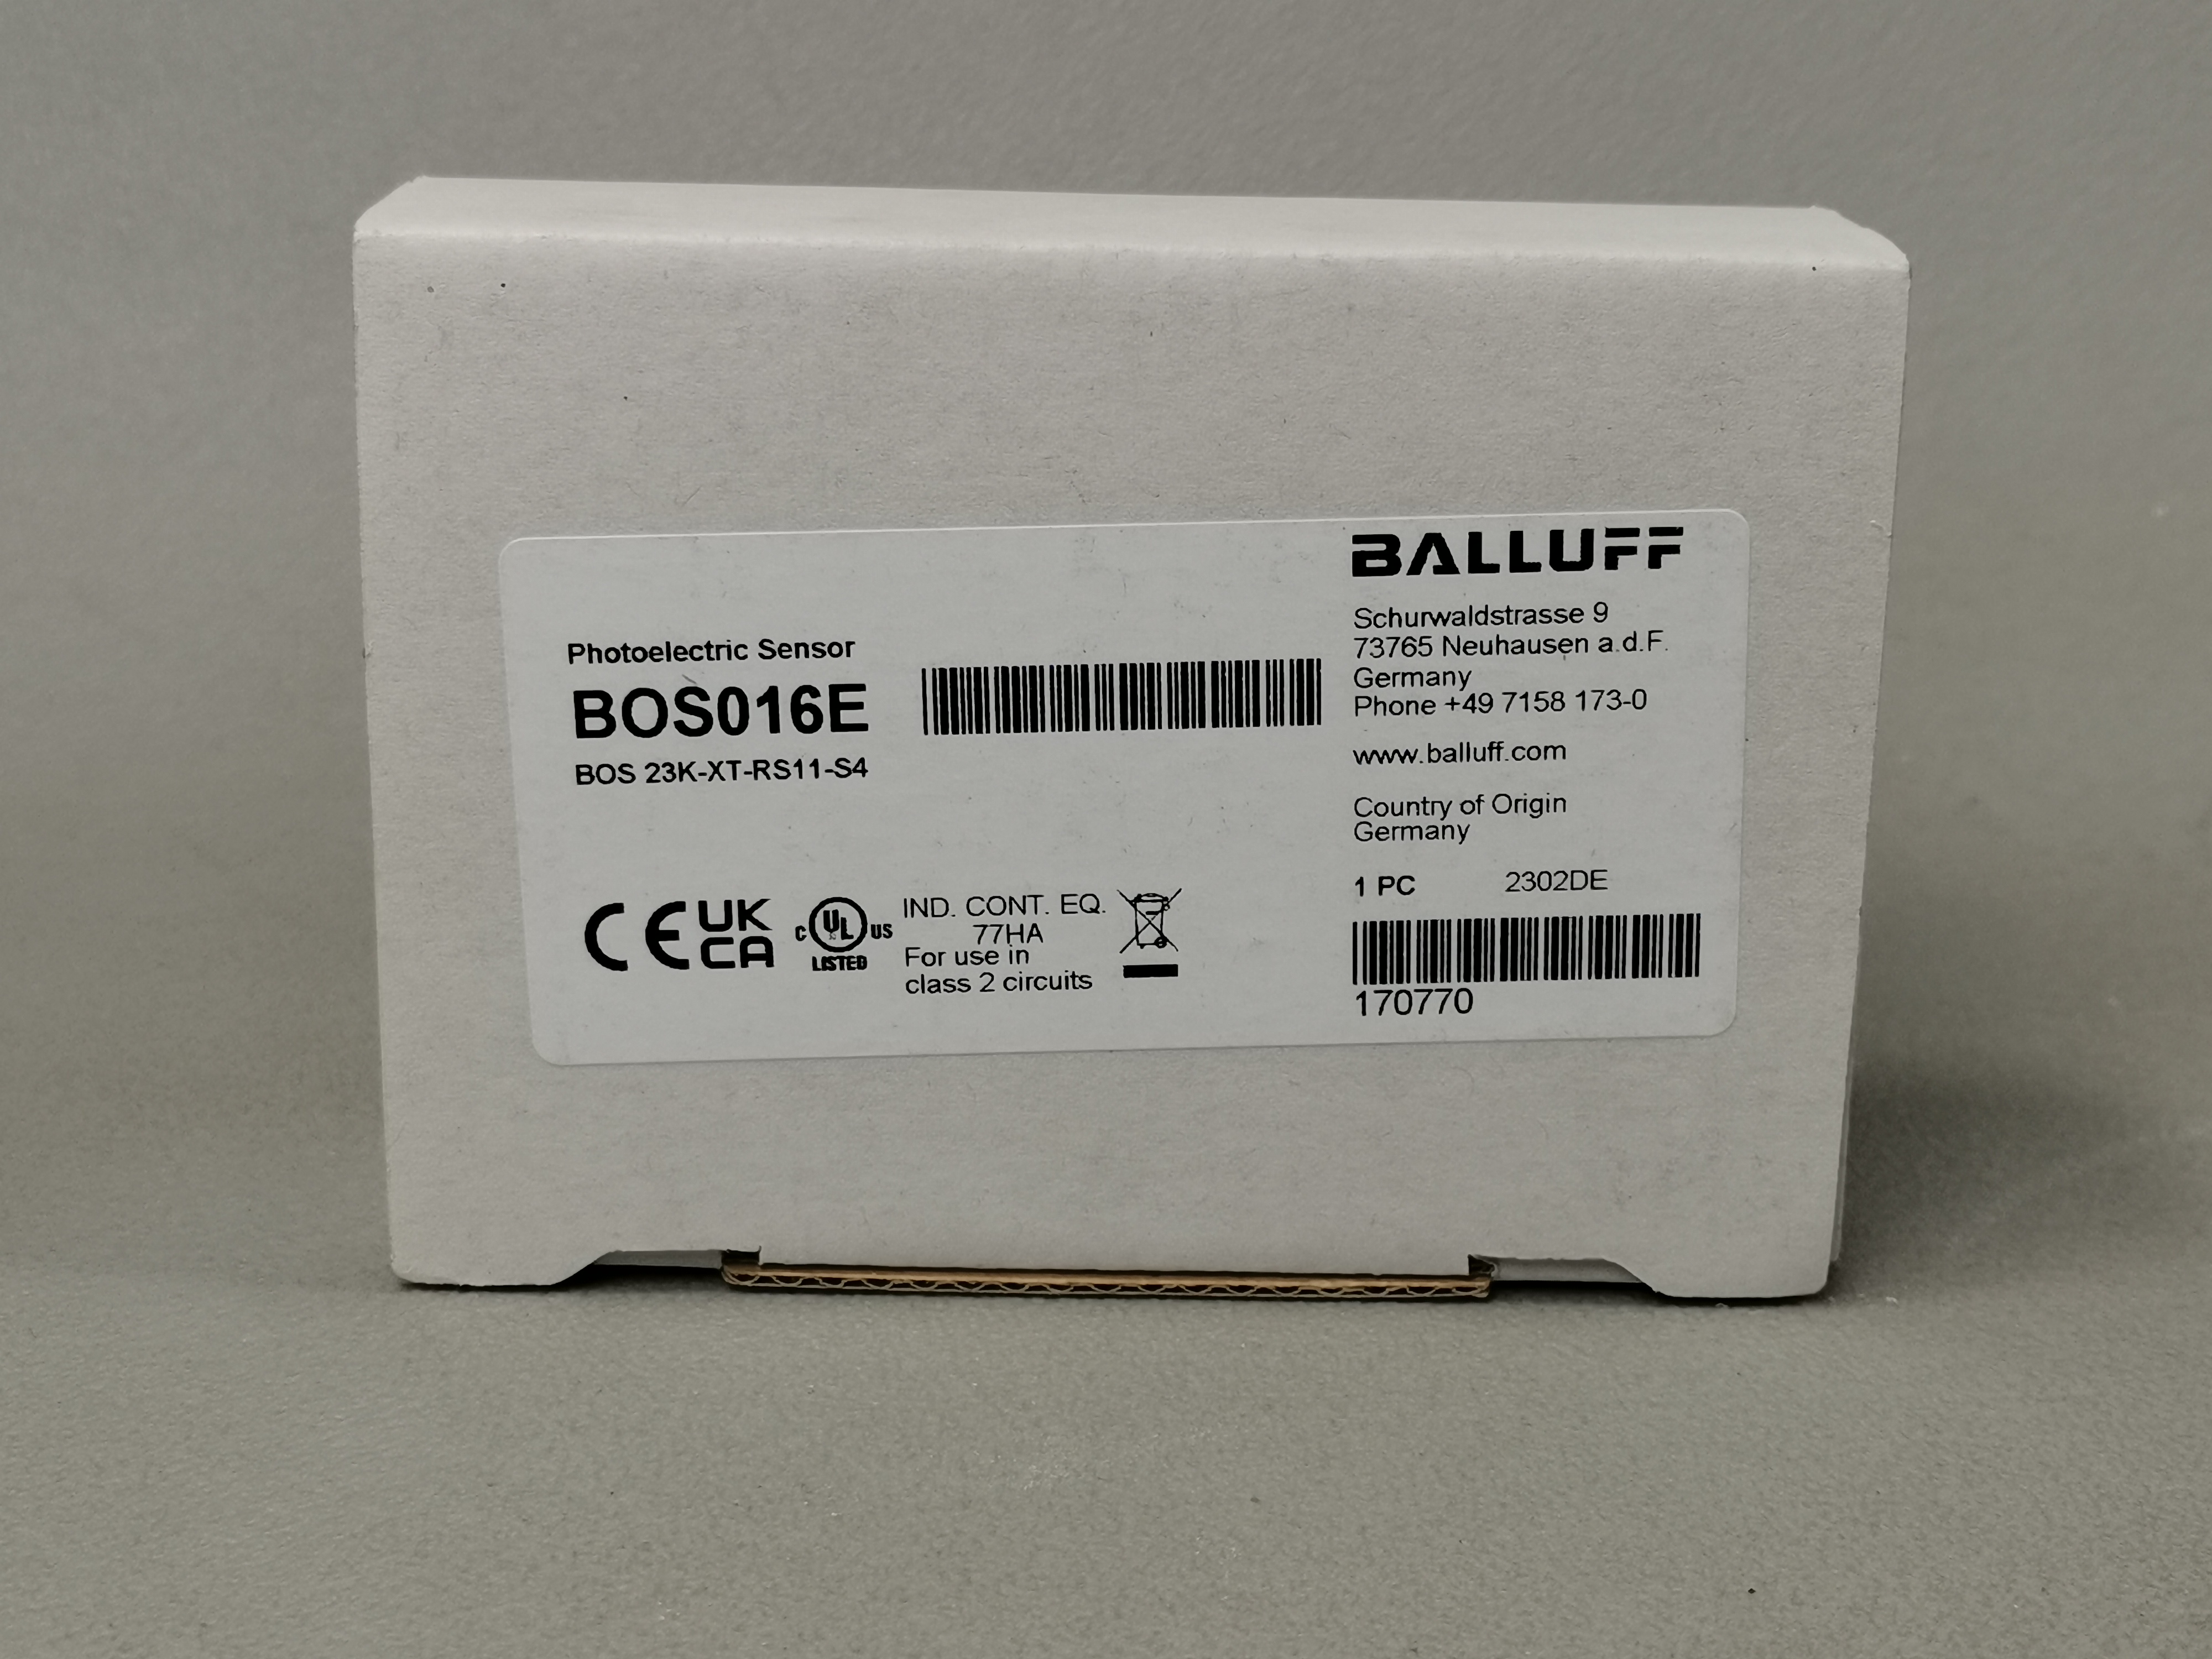 BALLUFF
Schurwaldstrasse 9
73765 Neuhausen a.d.F.
Germany
Phone +49 7158 173-0
www.balluff.com
Country of Origin
Germany
1 PC 2302DE
170770
Photoelectric Sensor
BOS016E
BOS 23K-XT-RS11-S4
CE UK
CA
C UL US
LISTED
IND. CONT. EQ.
77HA
For use in
class 2 circuits